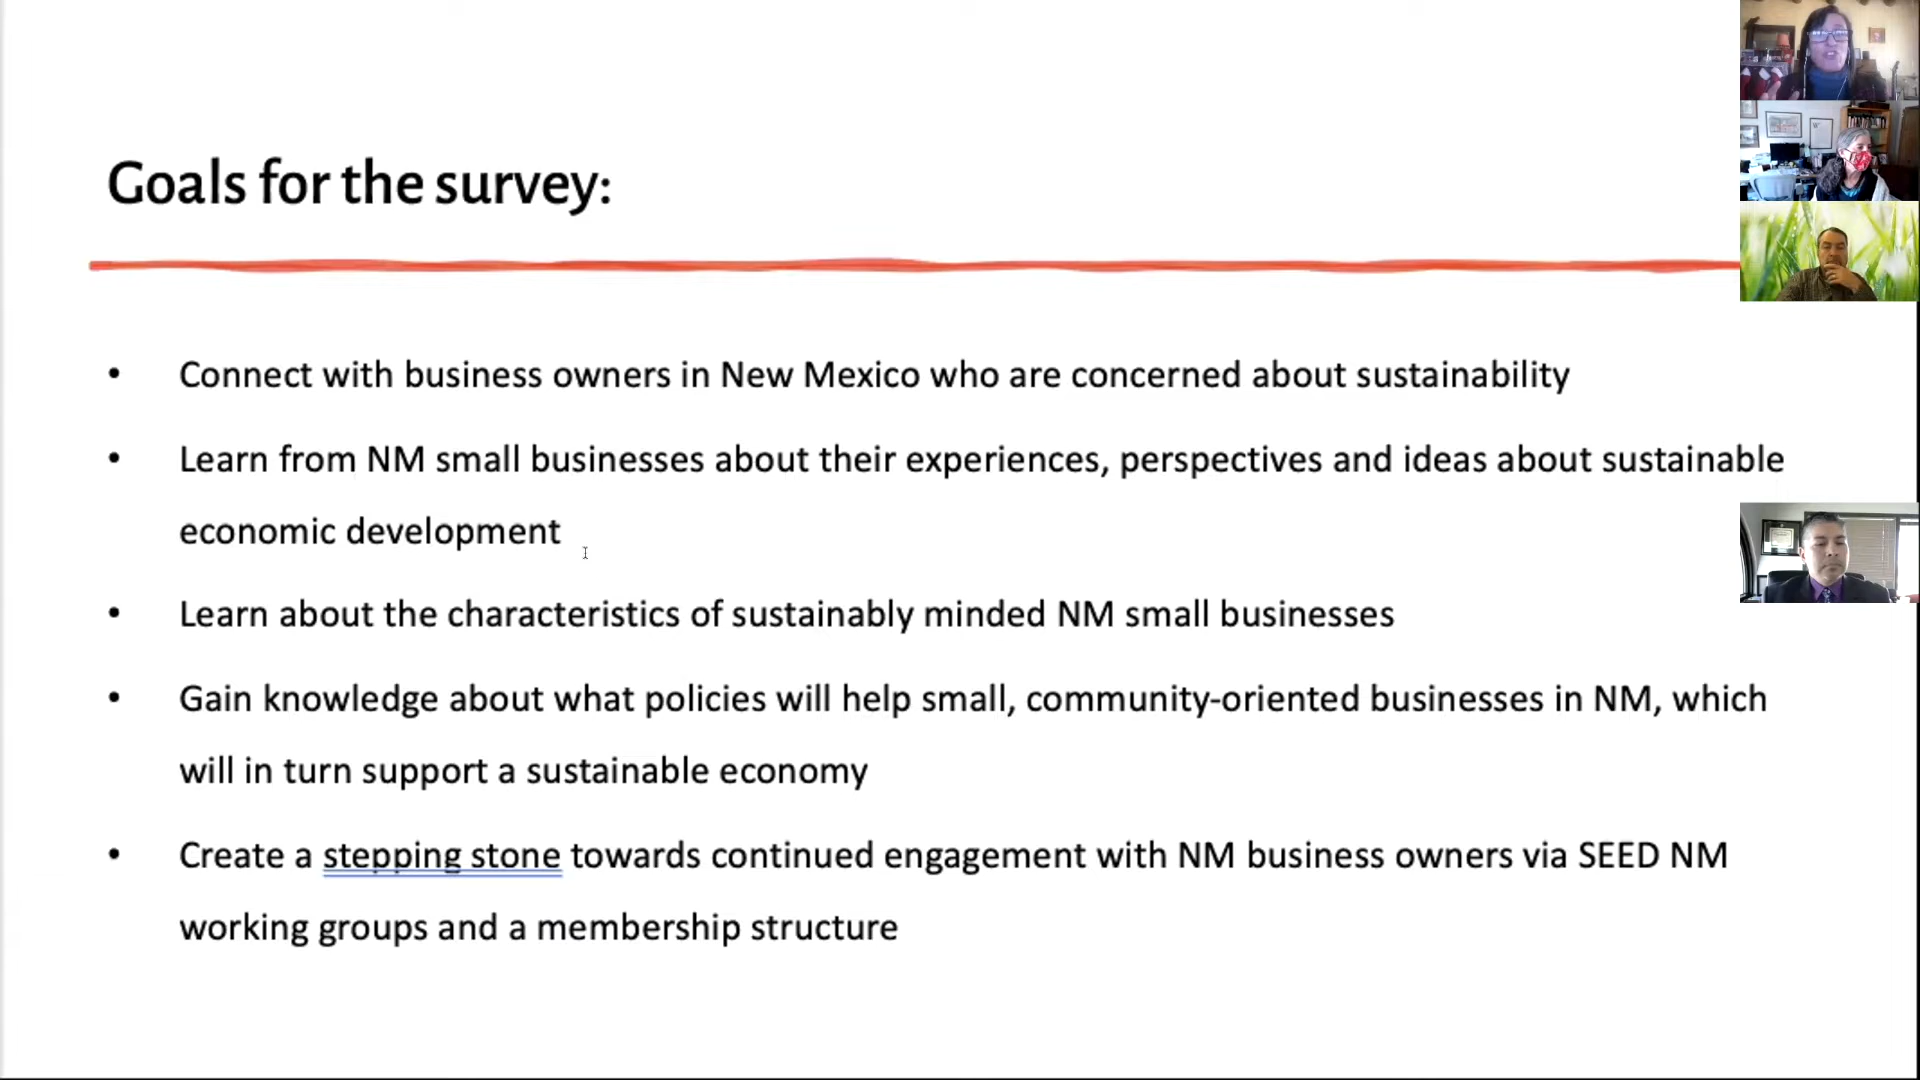 Goals for the survey:
• Connect with business owners in New Mexico who are concerned about sustainability
• Learn from NM small businesses about their experiences, perspectives and ideas about sustainable
economic development
• Learn about the characteristics of sustainably minded NM small businesses
• Gain knowledge about what policies will help small, community-oriented businesses in NM, which
will in turn support a sustainable economy
• Create a stepping stone towards continued engagement with NM business owners via SEED NM
working groups and a membership structure